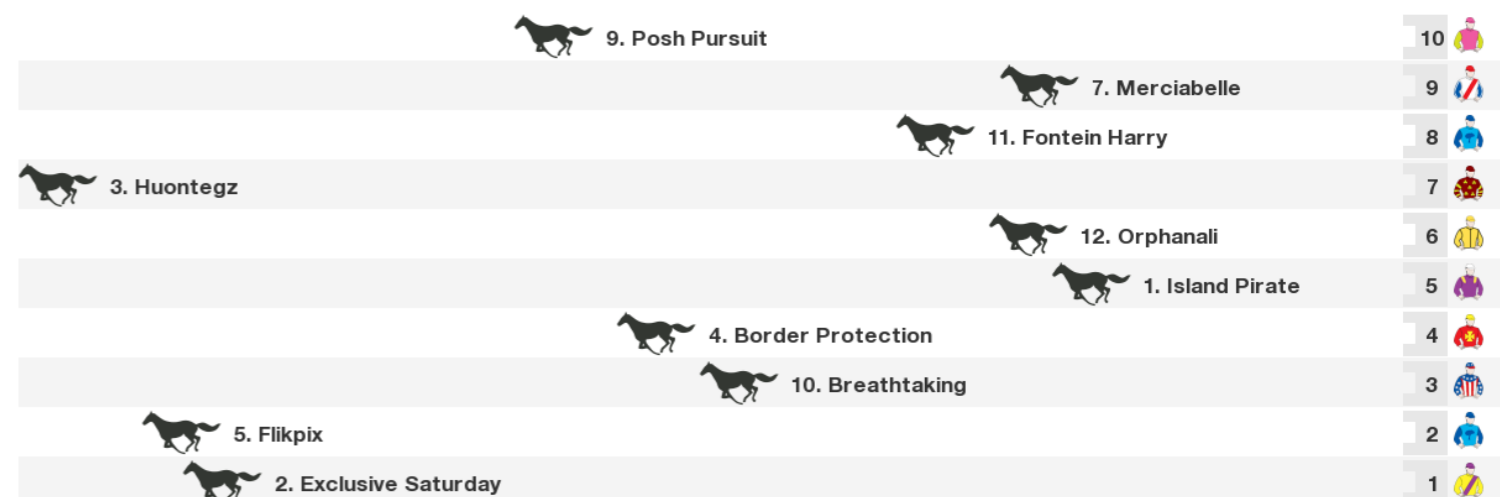 9. Posh Pursuit 10
7. Merciabelle 9
11. Fontein Harry 8
3. Huontegz 7
12. Orphanali 6
1. Island Pirate 5
4. Border Protection 4
10. Breathtaking 3
5. Flikpix 2
2. Exclusive Saturday 1